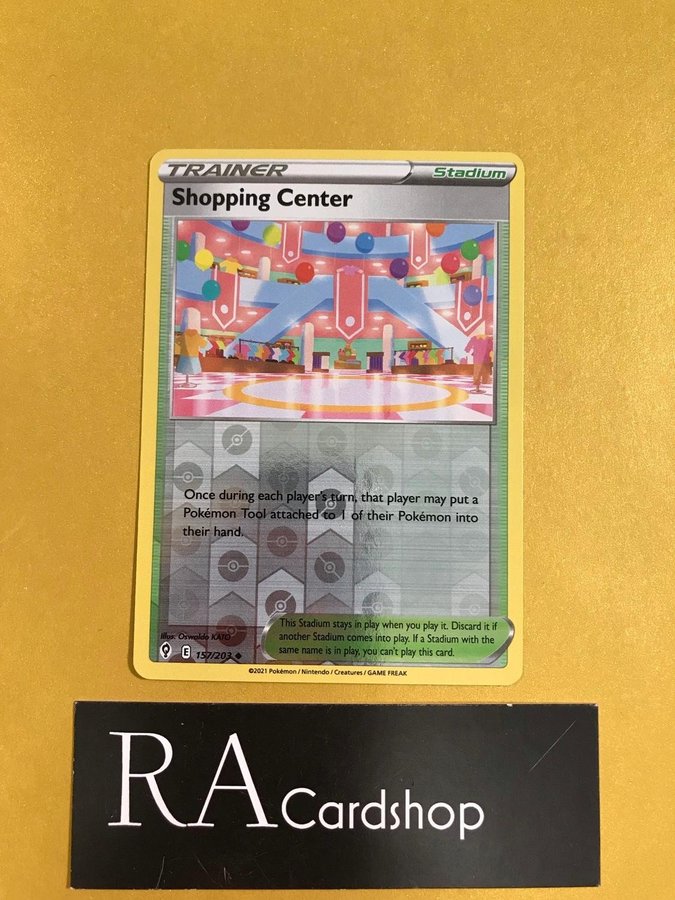 TRAINER Stadium
Shopping Center
Once during each player's turn, that player may put a
Pokémon Tool attached to 1 of their Pokémon into
their hand.
This Stadium stays in play when you play it. Discard it if
another Stadium comes into play. If a Stadium with the
same name is in play, you can't play this card.
Illus. Oswaldo KATO
E 157/203
©2021 Pokémon / Nintendo / Creatures / GAME FREAK
RA Cardshop